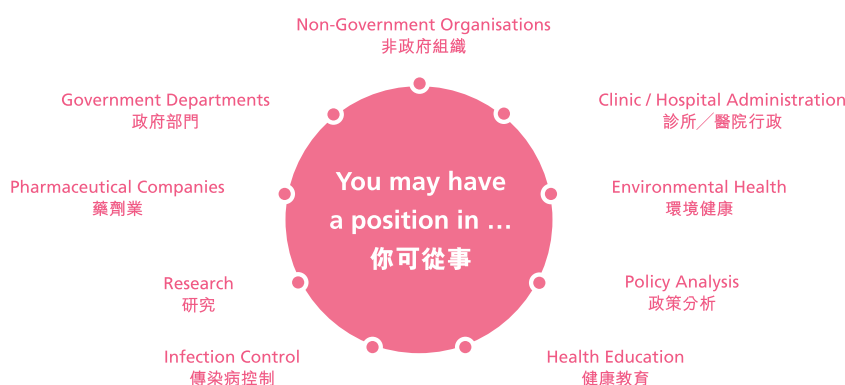 Non-Government Organisations
非政府組織
Government Departments
政府部門
Clinic / Hospital Administration
診所／醫院行政
Pharmaceutical Companies
藥劑業
You may have
a position in ...
你可從事
Environmental Health
環境健康
Research
研究
Policy Analysis
政策分析
Infection Control
傳染病控制
Health Education
健康教育